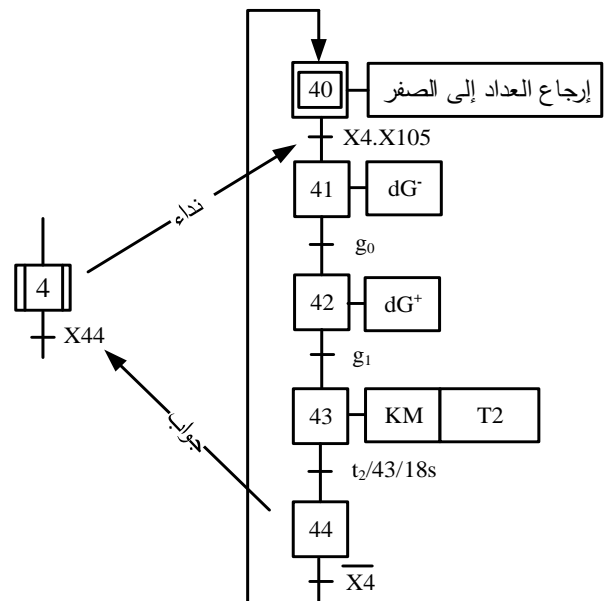 40 إرجاع العداد إلى الصفر
X4.X105
41 dG⁻
نداء
g₀
4
42 dG⁺
X44
g₁
43 KM T2
جواب
t₂/43/18s
44
X̅4̅